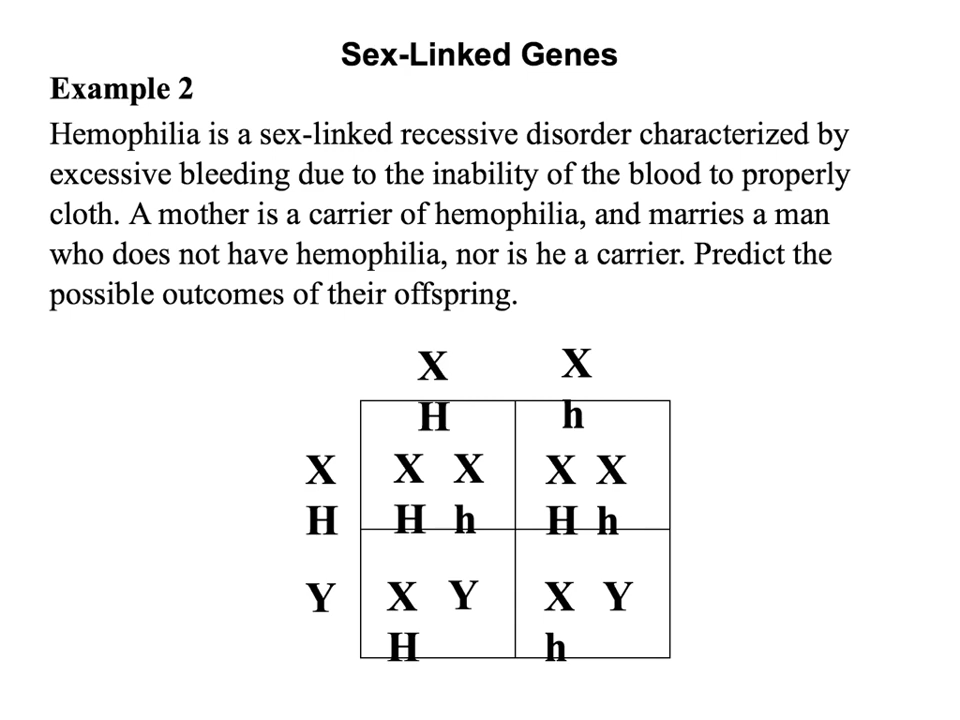 Sex-Linked Genes
Example 2
Hemophilia is a sex-linked recessive disorder characterized by
excessive bleeding due to the inability of the blood to properly
cloth. A mother is a carrier of hemophilia, and marries a man
who does not have hemophilia, nor is he a carrier. Predict the
possible outcomes of their offspring.
X X
H h
X X X X X
H H h H h
Y X Y X Y
H h